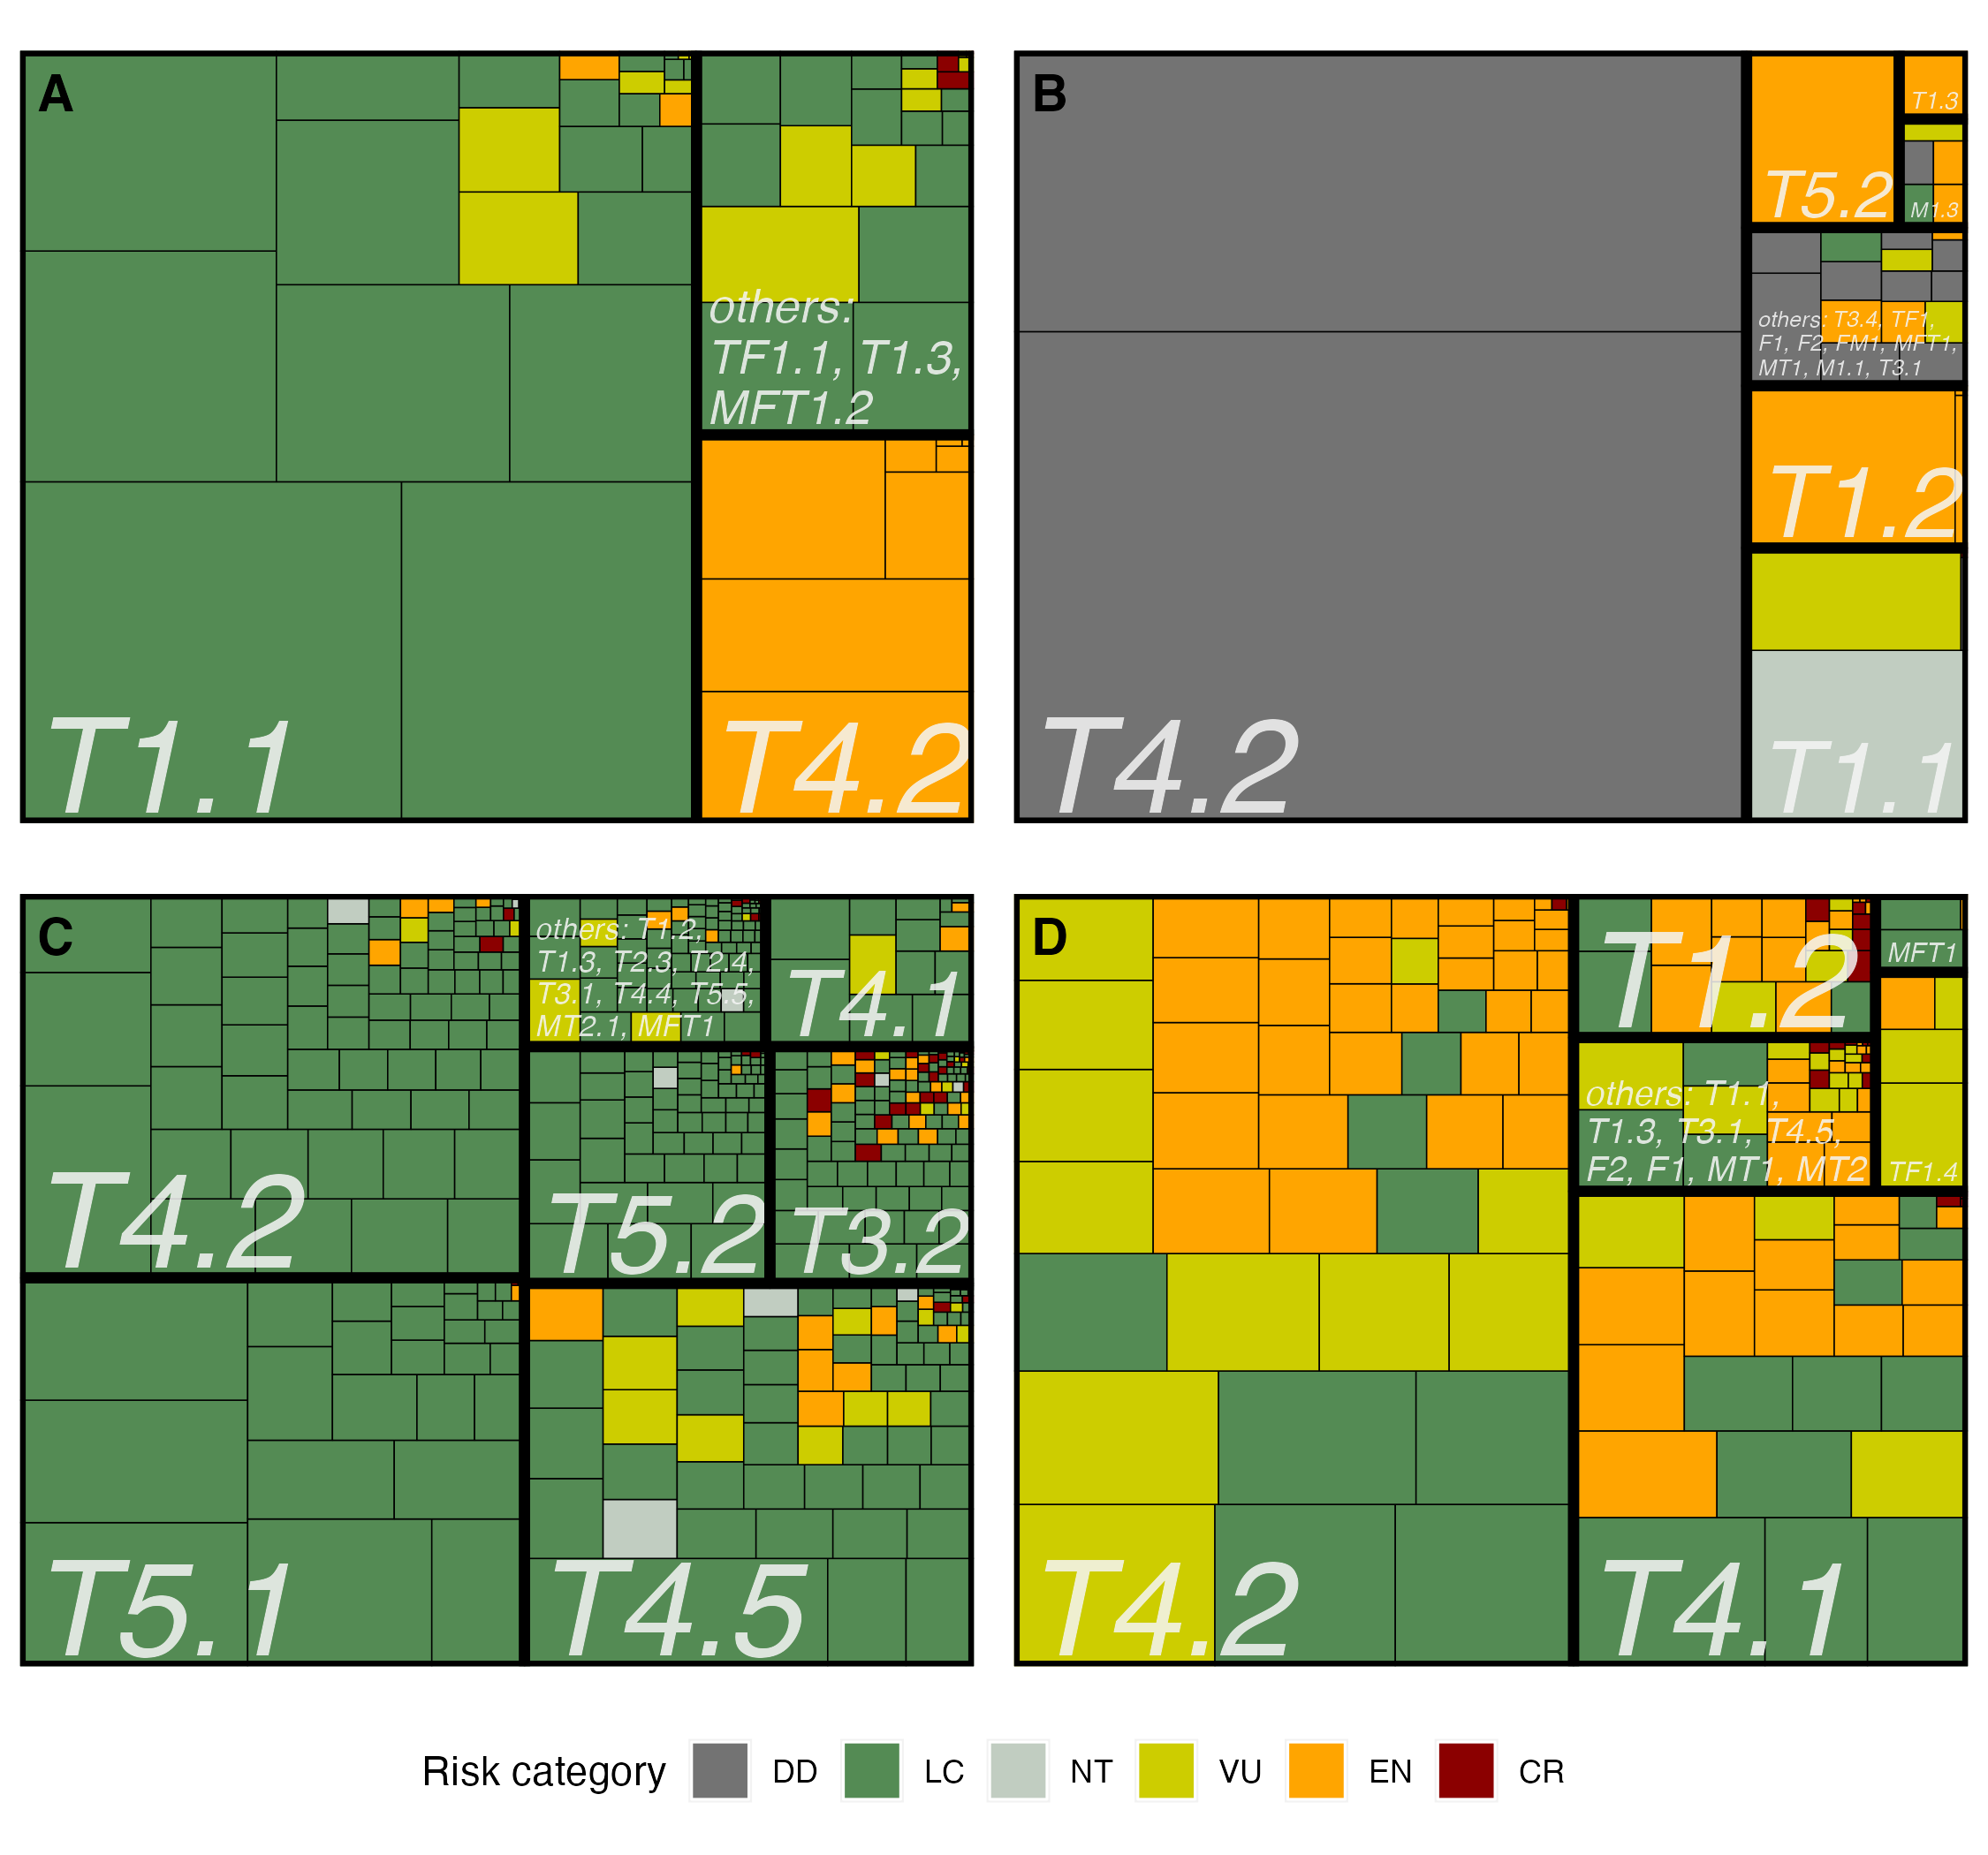 A
others:
TF1.1, T1.3,
MFT1.2
T1.1
T4.2
B
T5.2
T1.3
M1.3
others: T3.4, TF1,
F1, F2, FM1, MFT1,
MT1, M1.1, T3.1
T1.2
T4.2
T1.1
C
others: T1.2,
T1.3, T2.3, T2.4,
T3.1, T4.4, T5.5,
MT2.1, MFT1
T4.1
T4.2
T5.2
T3.2
T5.1
T4.5
D
T1.2
MFT1
others: T1.1,
T1.3, T3.1, T4.5,
F2, F1, MT1, MT2
TF1.4
T4.2
T4.1
Risk category DD LC NT VU EN CR